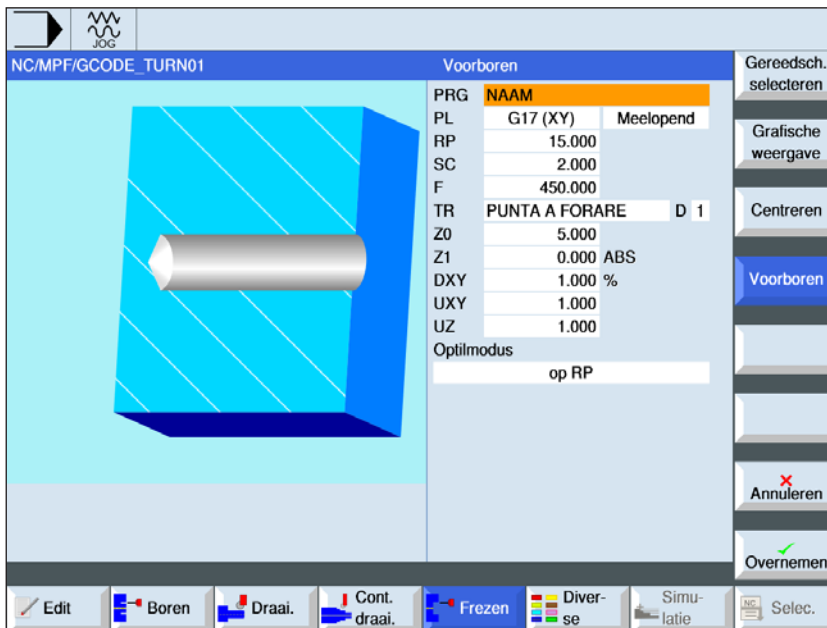 JOG
NC/MPF/GCODE_TURN01
Voorboren
PRG NAAM
PL G17 (XY) Meelopend
RP 15.000
SC 2.000
F 450.000
TR PUNTA A FORARE D 1
Z0 5.000
Z1 0.000 ABS
DXY 1.000 %
UXY 1.000
UZ 1.000
Optilmodus
op RP
Gereedsch.
selecteren
Grafische
weergave
Centreren
Voorboren
Annuleren
Overnemen
Edit
Boren
Draai.
Cont.
draai.
Frezen
Diver-
se
Simu-
latie
NC
Selec.